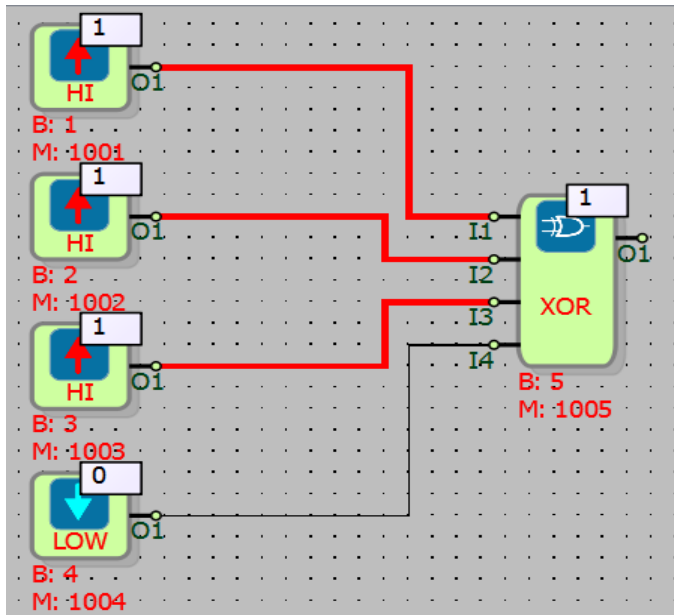 1
HI
O1
B: 1
M: 1001
1
HI
O1
B: 2
M: 1002
1
HI
O1
B: 3
M: 1003
0
LOW
O1
B: 4
M: 1004
I1
I2
I3
I4
1
XOR
O1
B: 5
M: 1005